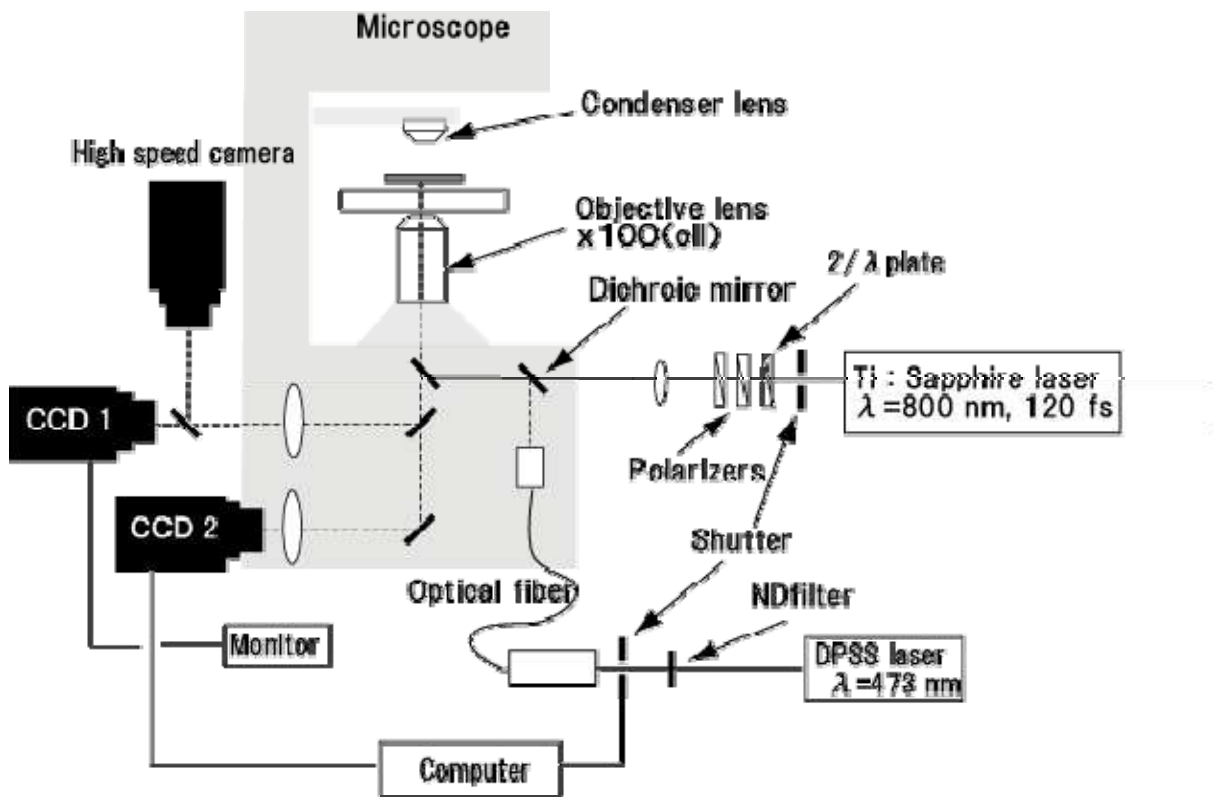 Microscope
Condenser lens
High speed camera
Objective lens
x100(oil)
2/λ plate
Dichroic mirror
Ti : Sapphire laser
λ=800 nm, 120 fs
CCD 1
Polarizers
CCD 2
Shutter
Optical fiber
NDfilter
Monitor
DPSS laser
λ=473 nm
Computer